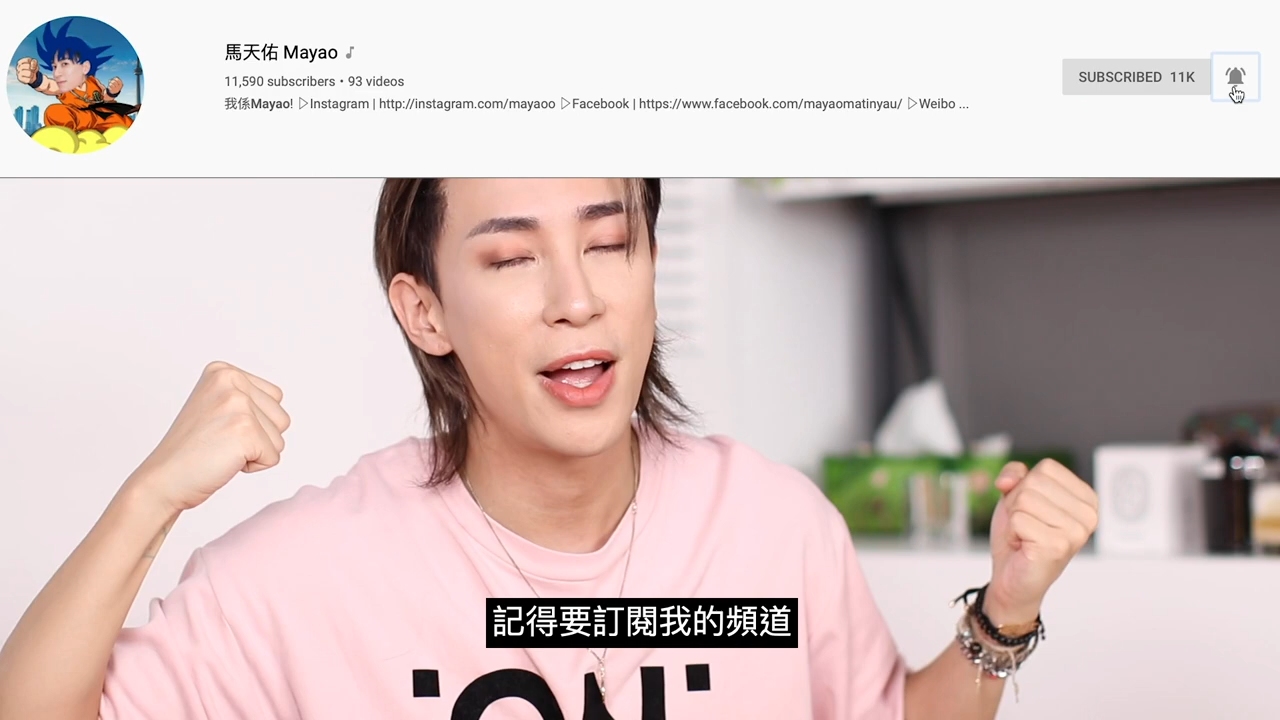 馬天佑 Mayao
11,590 subscribers • 93 videos
我係Mayao! ▷Instagram | http://instagram.com/mayaoo ▷Facebook | https://www.facebook.com/mayaomatinyau/ ▷Weibo ...
SUBSCRIBED 11K
記得要訂閱我的頻道